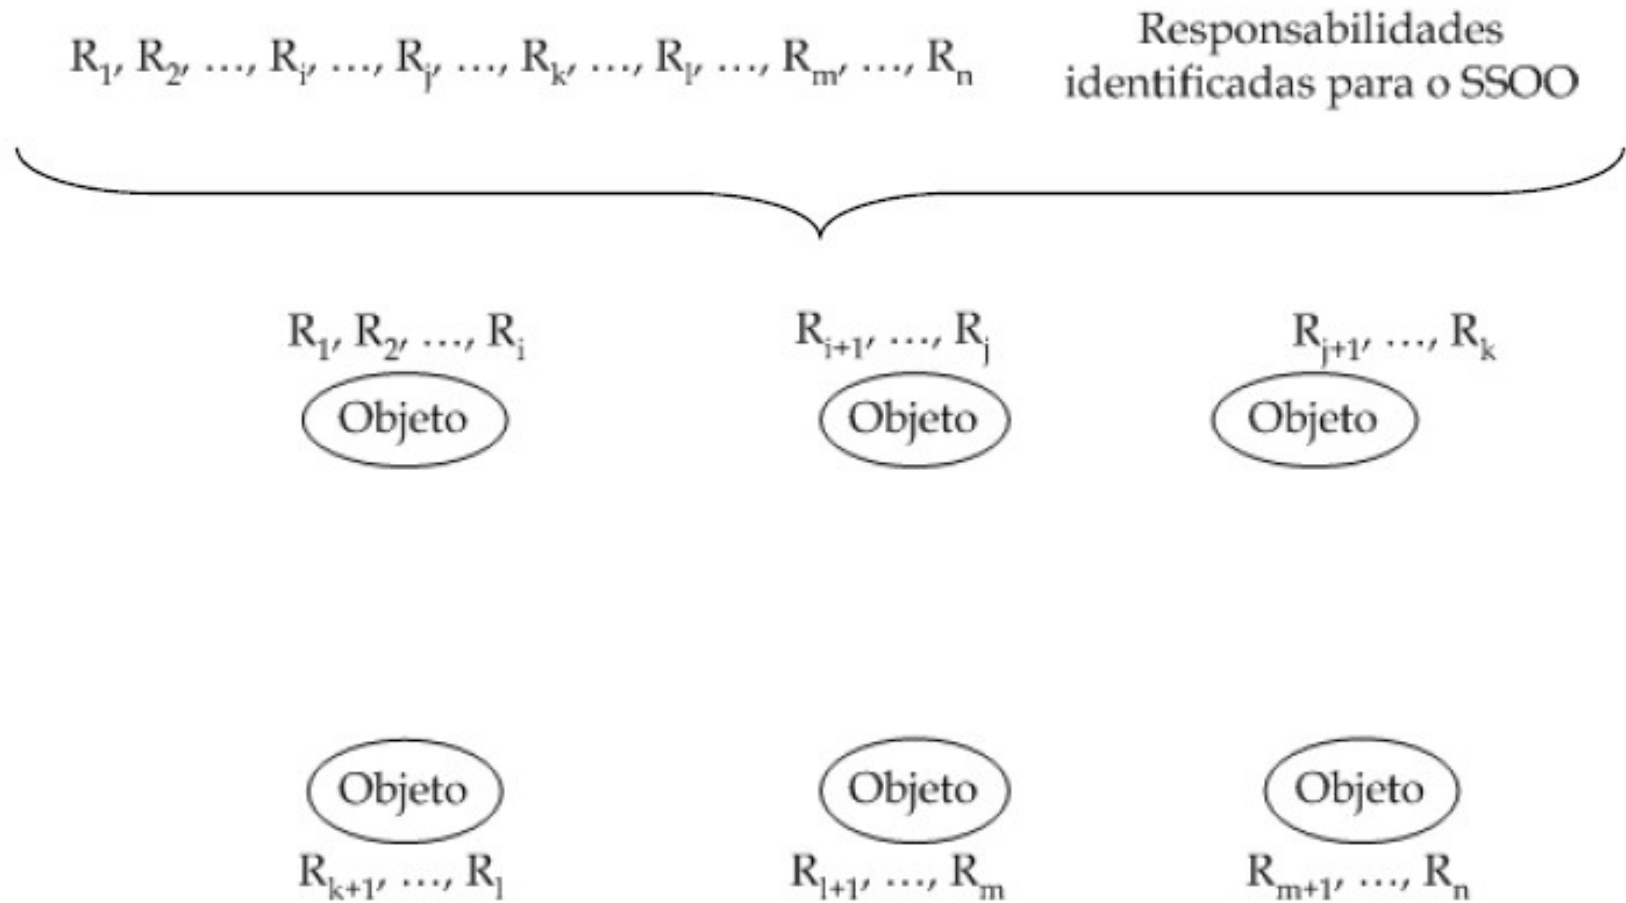 R₁, R₂, ..., Rᵢ, ..., Rⱼ, ..., Rₖ, ..., Rₗ, ..., Rₘ, ..., Rₙ
Responsabilidades
identificadas para o SSOO
R₁, R₂, ..., Rᵢ
Rᵢ₊₁, ..., Rⱼ
Rⱼ₊₁, ..., Rₖ
Objeto
Objeto
Objeto
Objeto
Objeto
Objeto
Rₖ₊₁, ..., Rₗ
Rₗ₊₁, ..., Rₘ
Rₘ₊₁, ..., Rₙ